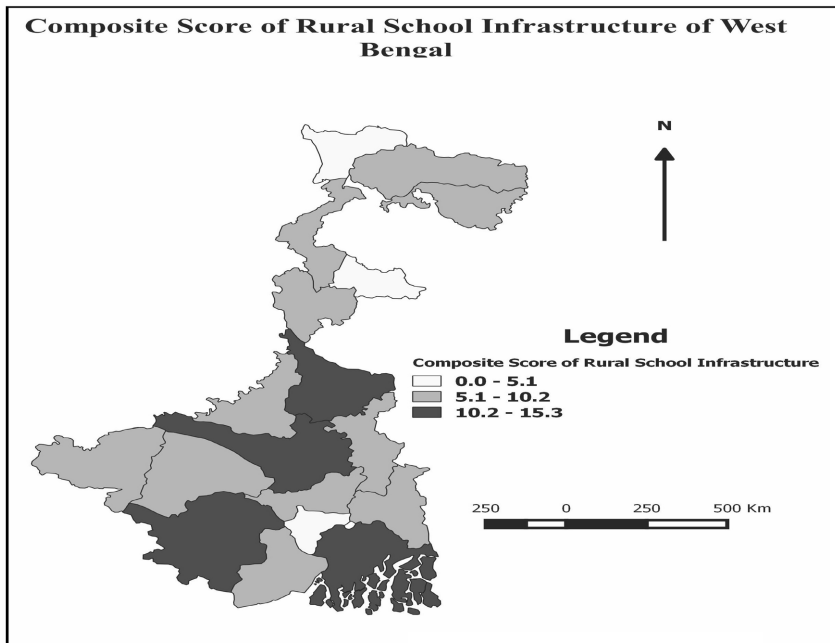 Composite Score of Rural School Infrastructure of West
Bengal
N
Legend
Composite Score of Rural School Infrastructure
0.0 - 5.1
5.1 - 10.2
10.2 - 15.3
250 0 250 500 Km